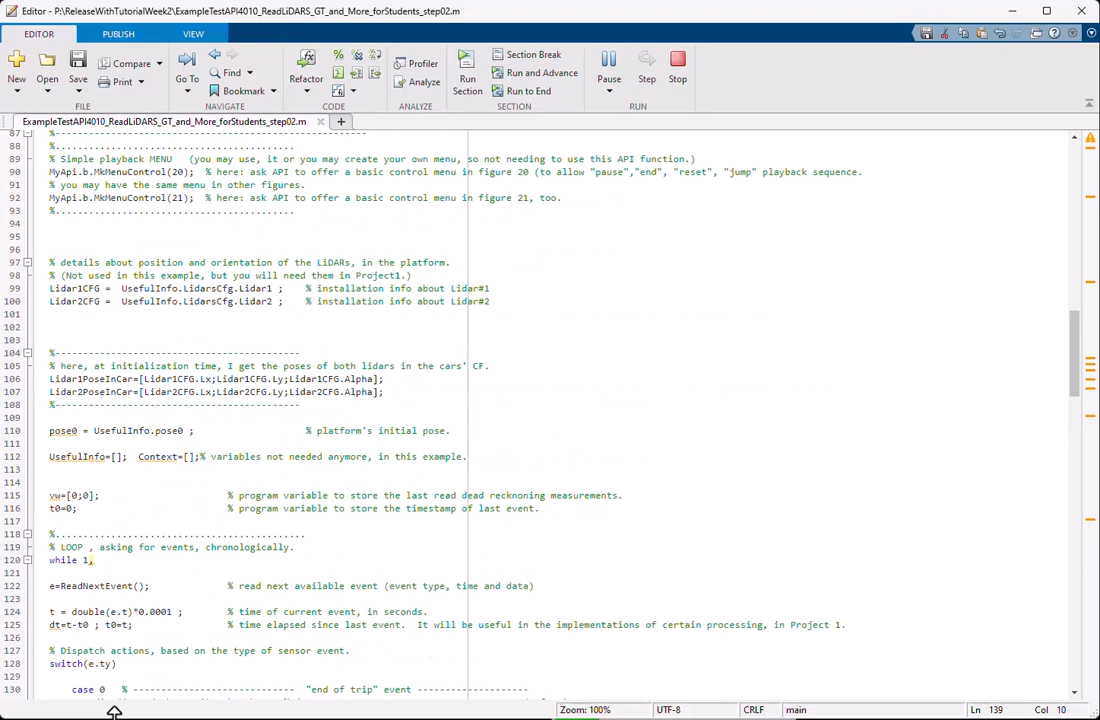 Editor - P:\ReleaseWithTutorialWeek2\ExampleTestAPI4010_ReadLiDARS_GT_and_More_forStudents_step02.m
EDITOR PUBLISH VIEW
New Open Save Compare Print
Go To Find Bookmark
Refactor
Profiler Analyze
Run Section Section Break Run and Advance Run to End
Pause Step Stop
FILE NAVIGATE CODE ANALYZE SECTION RUN
ExampleTestAPI4010_ReadLiDARS_GT_and_More_forStudents_step02.m
87 %---------------------------------------------------------
88 %...........................................
89 % Simple playback MENU (you may use, it or you may create your own menu, so not needing to use this API function.)
90 MyApi.b.MkMenuControl(20); % here: ask API to offer a basic control menu in figure 20 (to allow "pause","end", "reset", "jump" playback sequence.
91 % you may have the same menu in other figures.
92 MyApi.b.MkMenuControl(21); % here: ask API to offer a basic control menu in figure 21, too.
93 %...........................................
94
95
96
97 % details about position and orientation of the LiDARs, in the platform.
98 % (Not used in this example, but you will need them in Project1.)
99 Lidar1CFG = UsefulInfo.LidarsCfg.Lidar1 ; % installation info about Lidar#1
100 Lidar2CFG = UsefulInfo.LidarsCfg.Lidar2 ; % installation info about Lidar#2
101
102
103
104 %--------------------------------------------
105 % here, at initialization time, I get the poses of both lidars in the cars' CF.
106 Lidar1PoseInCar=[Lidar1CFG.Lx;Lidar1CFG.Ly;Lidar1CFG.Alpha];
107 Lidar2PoseInCar=[Lidar2CFG.Lx;Lidar2CFG.Ly;Lidar2CFG.Alpha];
108 %--------------------------------------------
109
110 pose0 = UsefulInfo.pose0 ; % platform's initial pose.
111
112 UsefulInfo=[]; Context=[];% variables not needed anymore, in this example.
113
114
115 vw=[0;0]; % program variable to store the last read dead recknoning measurements.
116 t0=0; % program variable to store the timestamp of last event.
117
118 %.............................................
119 % LOOP , asking for events, chronologically.
120 while 1,
121
122 e=ReadNextEvent(); % read next available event (event type, time and data)
123
124 t = double(e.t)*0.0001 ; % time of current event, in seconds.
125 dt=t-t0 ; t0=t; % time elapsed since last event. It will be useful in the implementations of certain processing, in Project 1.
126
127 % Dispatch actions, based on the type of sensor event.
128 switch(e.ty)
129
130 case 0 % ----------------------------- "end of trip" event --------------------
Zoom: 100% UTF-8 CRLF main Ln 139 Col 10